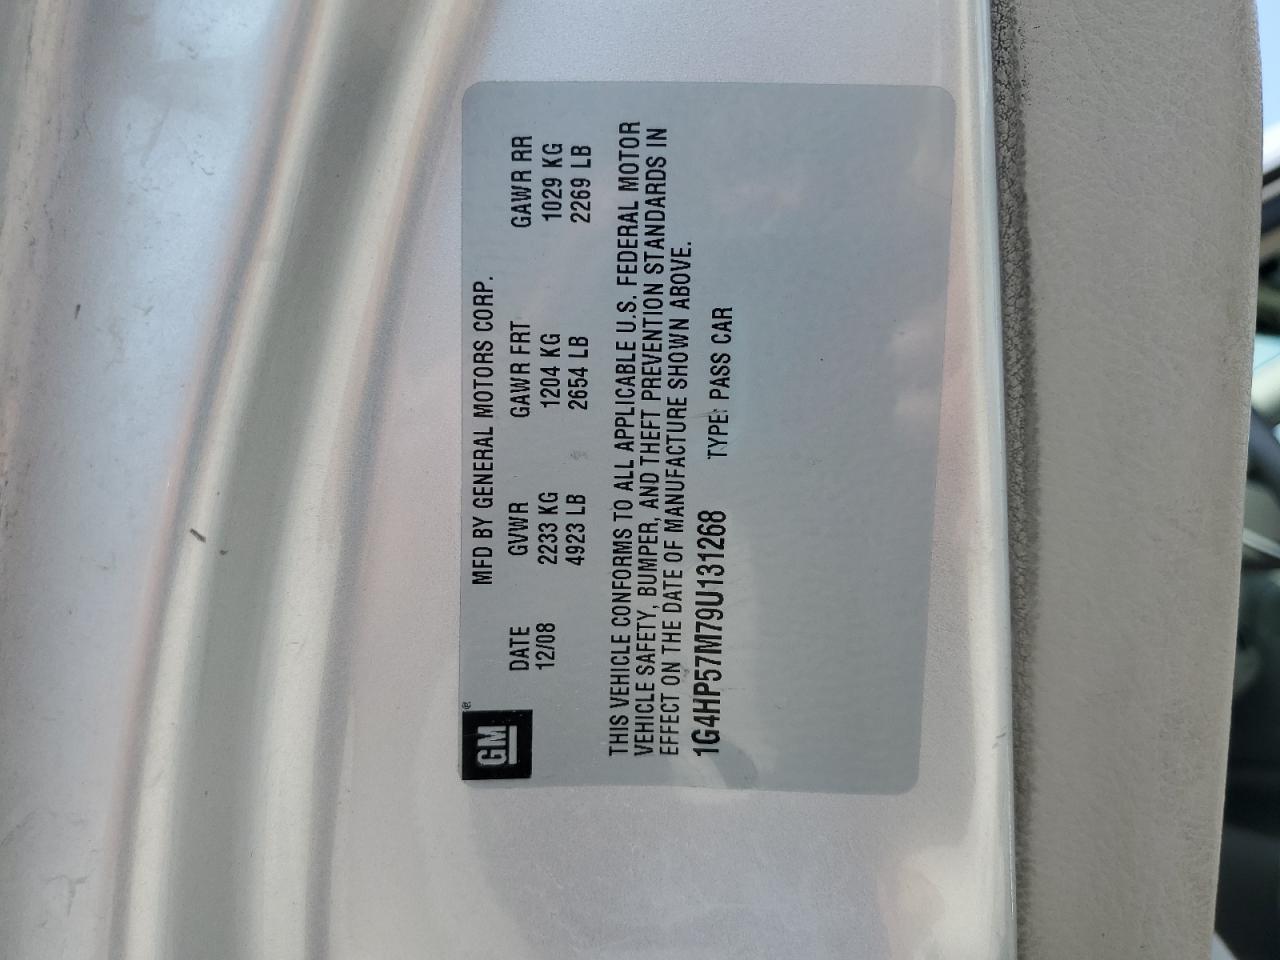 GM ®
MFD BY GENERAL MOTORS CORP.
DATE GVWR GAWR FRT GAWR RR
12/08 2233 KG 1204 KG 1029 KG
4923 LB 2654 LB 2269 LB
THIS VEHICLE CONFORMS TO ALL APPLICABLE U.S. FEDERAL MOTOR
VEHICLE SAFETY, BUMPER, AND THEFT PREVENTION STANDARDS IN
EFFECT ON THE DATE OF MANUFACTURE SHOWN ABOVE.
1G4HP57M79U131268 TYPE: PASS CAR